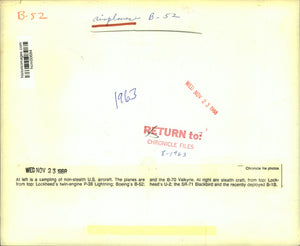 B-52
airplanes B-52
WED NOV 23 1988
1963
RETURN to:
CHRONICLE FILES
8-1963
WED NOV 23 1988
Chronicle file photos
At left is a sampling of non-stealth U.S. aircraft. The planes are from top: Lockheed's twin-engine P-38 Lightning; Boeing's B-52;
and the B-70 Valkyrie. At right are stealth craft, from top: Lockheed's U-2; the SR-71 Blackbird and the recently deployed B-1B.